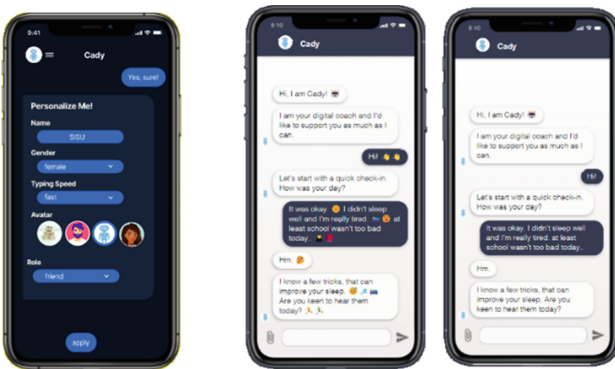 9:41
Cady
Yes, sure!
Personalize Me!
Name
SISU
Gender
female
Typing Speed
fast
Avatar
Role
friend
apply
9:10
Cady
Hi, I am Cady! 👓
I am your digital coach and I'd
like to support you as much as I
can.
Hi! 👋 👋
Let's start with a quick check-in.
How was your day?
It was okay. I didn't sleep
well and I'm really tired. at
least school wasn't too bad
today..
Hm. 🤔
I know a few tricks, that can
improve your sleep.
Are you keen to hear them
today?
9:10
Cady
Hi, I am Cady!
I am your digital coach and I'd
like to support you as much as I
can.
Hi!
Let's start with a quick check-in.
How was your day?
It was okay. I didn't sleep
well and I'm really tired. at
least school wasn't too bad
today..
Hm.
I know a few tricks, that can
improve your sleep. Are you
keen to hear them today?